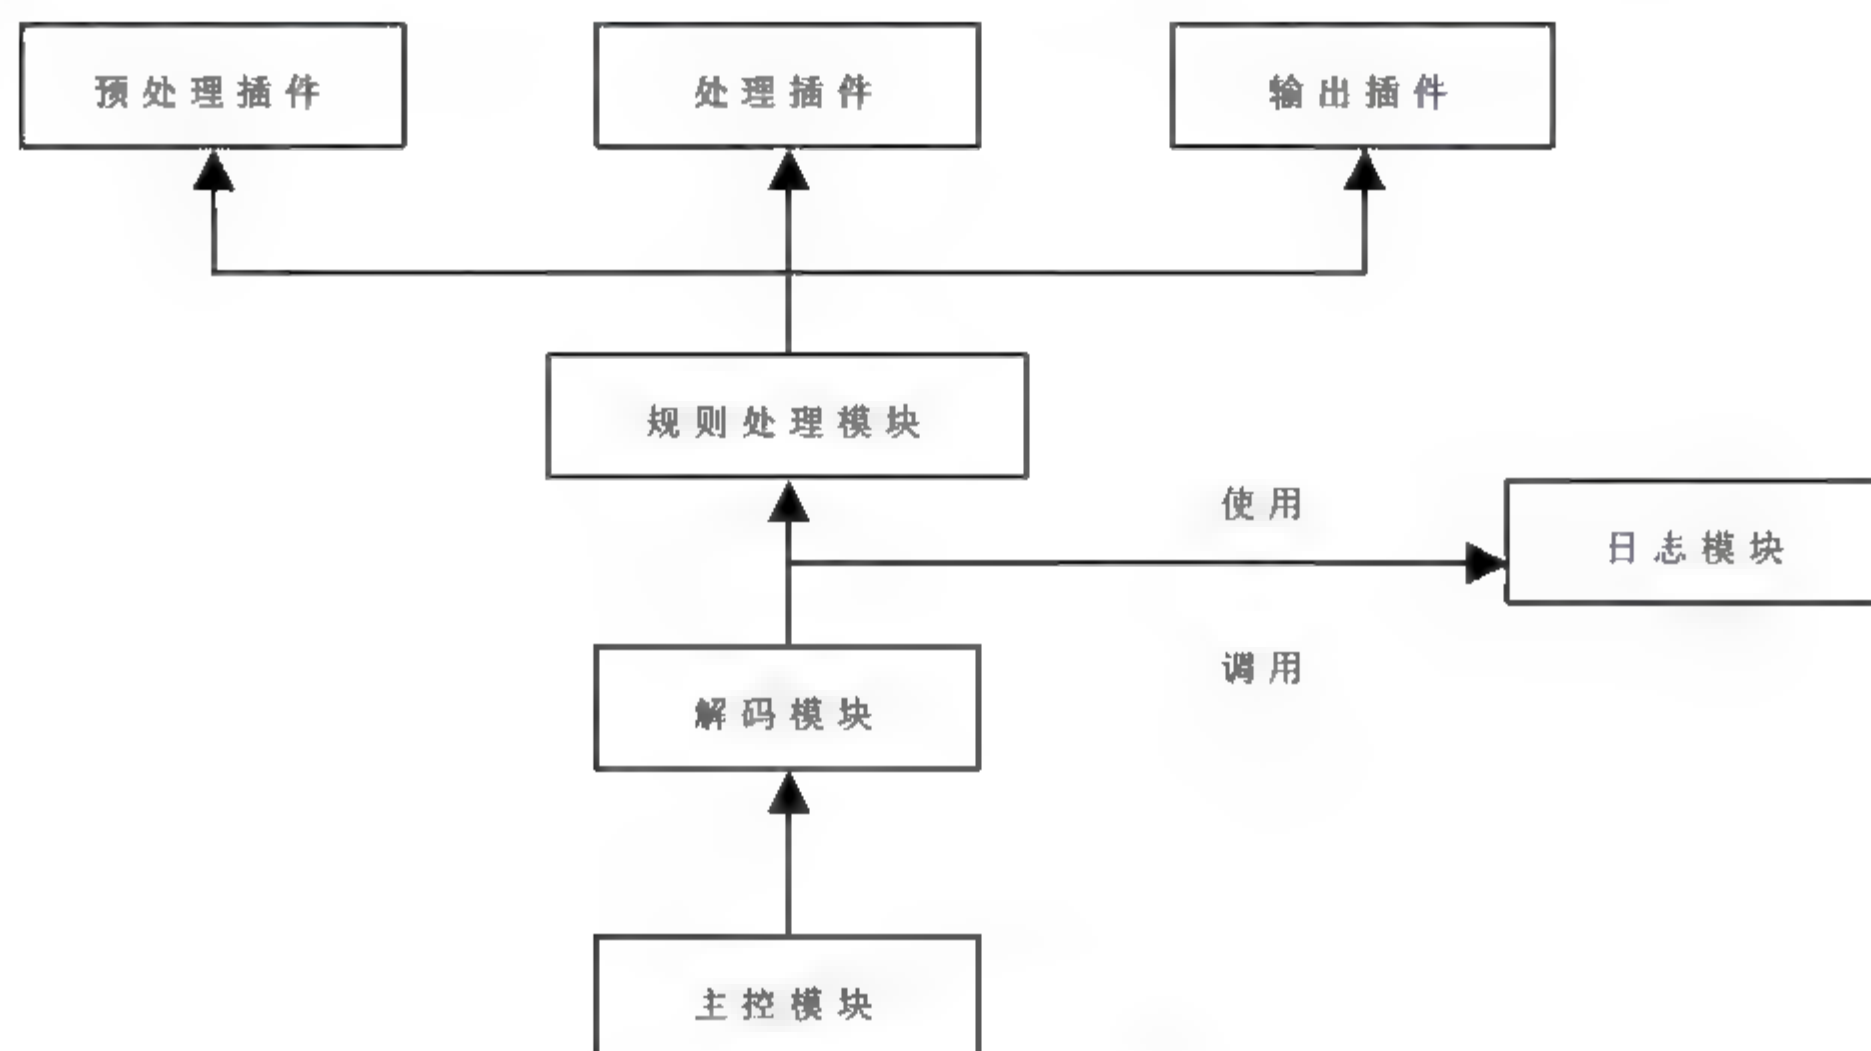 预处理插件
处理插件
输出插件
规则处理模块
使用
日志模块
调用
解码模块
主控模块